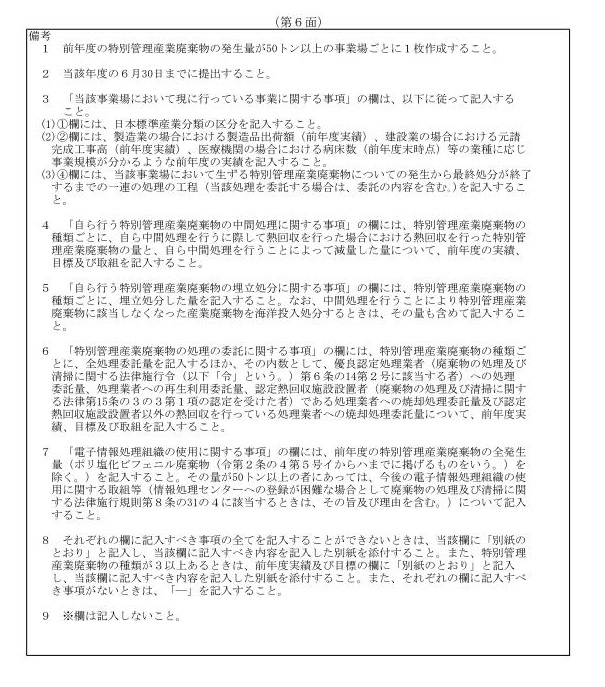 （第６面）
備考
１　前年度の特別管理産業廃棄物の発生量が50トン以上の事業場ごとに１枚作成すること。
２　当該年度の６月30日までに提出すること。
３　「当該事業場において現に行っている事業に関する事項」の欄は、以下に従って記入する
こと。
(1)①欄には、日本標準産業分類の区分を記入すること。
(2)②欄には、製造業の場合における製造品出荷額（前年度実績）、建設業の場合における元請
完成工事高（前年度実績）、医療機関の場合における病床数（前年度末時点）等の業種に応じ
事業規模が分かるような前年度の実績を記入すること。
(3)④欄には、当該事業場において生ずる特別管理産業廃棄物についての発生から最終処分が終了
するまでの一連の処理の工程（当該処理を委託する場合は、委託の内容を含む。）を記入するこ
と。
４　「自ら行う特別管理産業廃棄物の中間処理に関する事項」の欄には、特別管理産業廃棄物の
種類ごとに、自ら中間処理を行うに際して熱回収を行った場合における熱回収を行った特別管
理産業廃棄物の量と、自ら中間処理を行うことによって減量した量について、前年度の実績、
目標及び取組を記入すること。
５　「自ら行う特別管理産業廃棄物の埋立処分に関する事項」の欄には、特別管理産業廃棄物の
種類ごとに、埋立処分した量を記入すること。なお、中間処理を行うことにより特別管理産業
廃棄物に該当しなくなった産業廃棄物を海洋投入処分するときは、その量も含めて記入するこ
と。
６　「特別管理産業廃棄物の処理の委託に関する事項」の欄には、特別管理産業廃棄物の種類ご
とに、全処理委託量を記入するほか、その内数として、優良認定処理業者（廃棄物の処理及び
清掃に関する法律施行令（以下「令」という。）第６条の14第２号に該当する者）への処理
委託量、処理業者への再生利用委託量、認定熱回収施設設置者（廃棄物の処理及び清掃に関す
る法律第15条の３の３第１項の認定を受けた者）である処理業者への焼却処理委託量及び認定
熱回収施設設置者以外の熱回収を行っている処理業者への焼却処理委託量について、前年度実
績、目標及び取組を記入すること。
７　「電子情報処理組織の使用に関する事項」の欄には、前年度の特別管理産業廃棄物の全発生
量（ポリ塩化ビフェニル廃棄物（令第２条の４第５号イからハまでに掲げるものをいう。）を
除く。）を記入すること。その量が50トン以上の者にあっては、今後の電子情報処理組織の使
用に関する取組等（情報処理センターへの登録が困難な場合として廃棄物の処理及び清掃に関
する法律施行規則第８条の31の４に該当するときは、その旨及び理由を含む。）について記入
すること。
８　それぞれの欄に記入すべき事項の全てを記入することができないときは、当該欄に「別紙の
とおり」と記入し、当該欄に記入すべき内容を記入した別紙を添付すること。また、特別管理
産業廃棄物の種類が３以上あるときは、前年度実績及び目標の欄に「別紙のとおり」と記入
し、当該欄に記入すべき内容を記入した別紙を添付すること。また、それぞれの欄に記入すべ
き事項がないときは、「―」を記入すること。
９　※欄は記入しないこと。